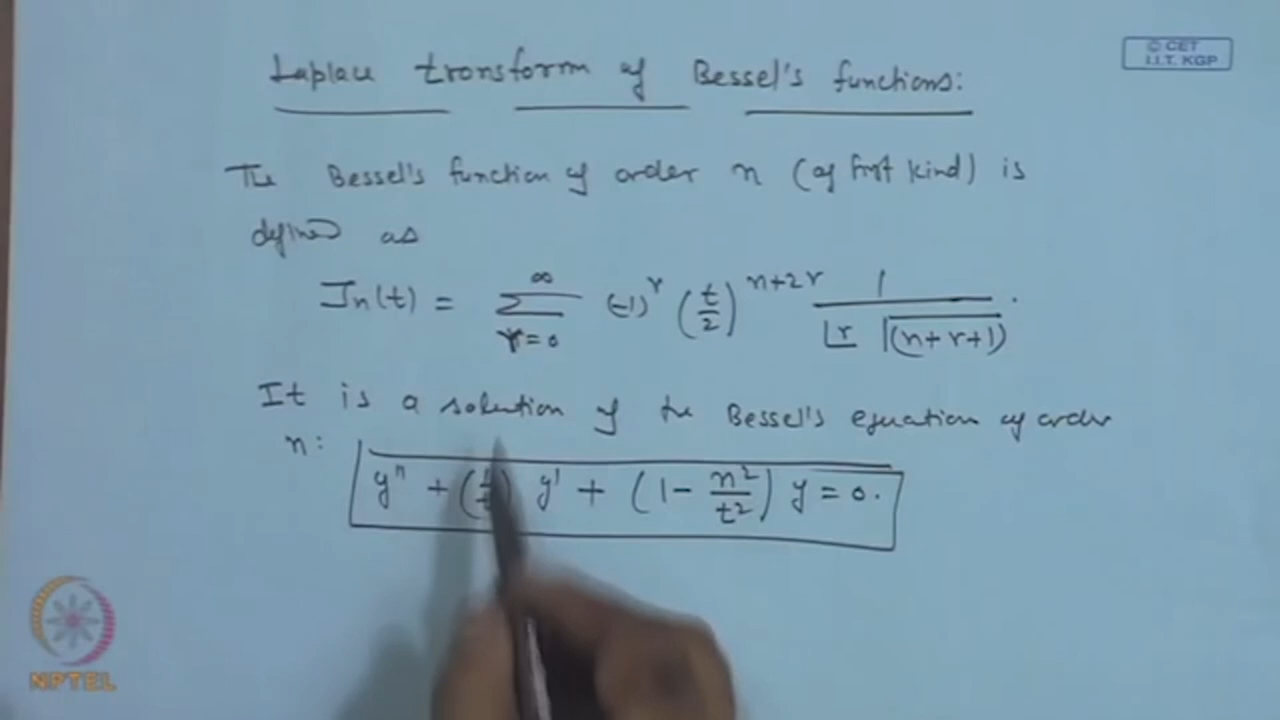 Laplace transform of Bessel's functions:
© CET
I.I.T. KGP
The Bessel's function of order n (of first kind) is
defined as
Jn(t) = ∑_{r=0}^{∞} (-1)^r (t/2)^{n+2r} 1/(⌊r Γ(n+r+1)).
It is a solution of the Bessel's equation of order
n:
y'' + (1/t) y' + (1 - n²/t²) y = 0.
NPTEL